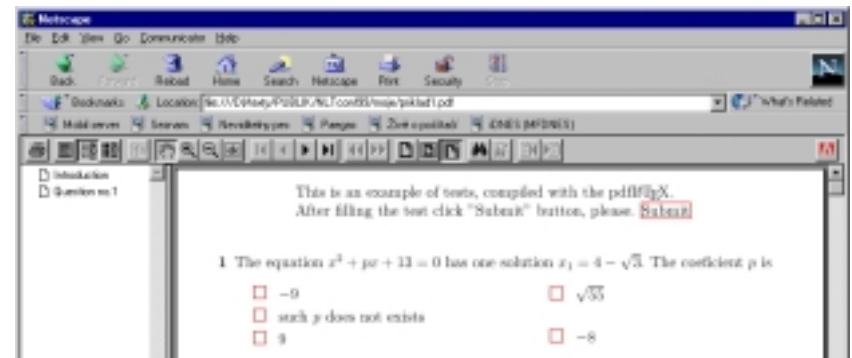 Netscape
File Edit View Go Communicator Help
Back Forward Reload Home Search Netscape Print Security Stop
Bookmarks Location: What's Related
Introduction
Question no.1
This is an example of tests, compiled with the
After filling the test click "Submit" button, please. Submit
1 The equation x² + px + 13 = 0 has one solution x₁ = 4 − √3. The coeficient p is
−9 √55
such p does not exists
9 −8